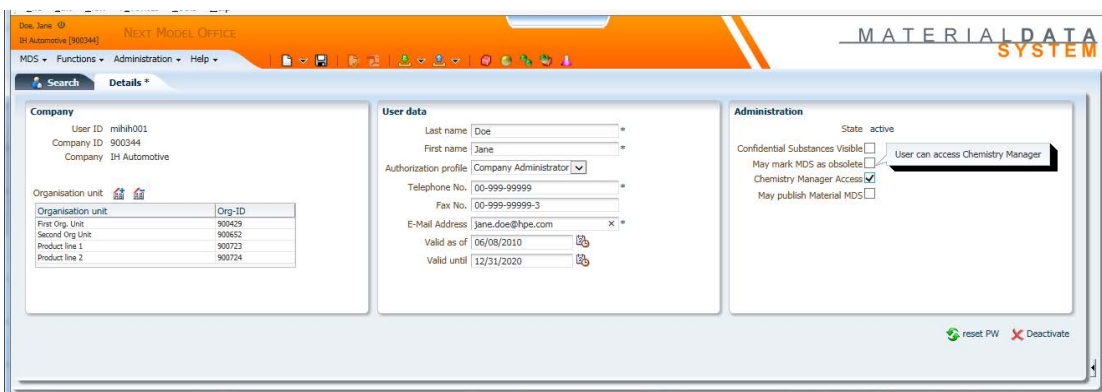 Doe, Jane
IH Automotive [900344]
NEXT MODEL OFFICE
MATERIALDATA
SYSTEM
MDS Functions Administration Help
Search Details *
Company
User ID mihih001
Company ID 900344
Company IH Automotive
Organisation unit
Organisation unit Org-ID
First Org. Unit 900429
Second Org Unit 900652
Product line 1 900723
Product line 2 900724
User data
Last name Doe *
First name Jane *
Authorization profile Company Administrator
Telephone No. 00-999-99999 *
Fax No. 00-999-99999-3
E-Mail Address jane.doe@hpe.com × *
Valid as of 06/08/2010
Valid until 12/31/2020
Administration
State active
Confidential Substances Visible
May mark MDS as obsolete
User can access Chemistry Manager
Chemistry Manager Access
May publish Material MDS
reset PW Deactivate